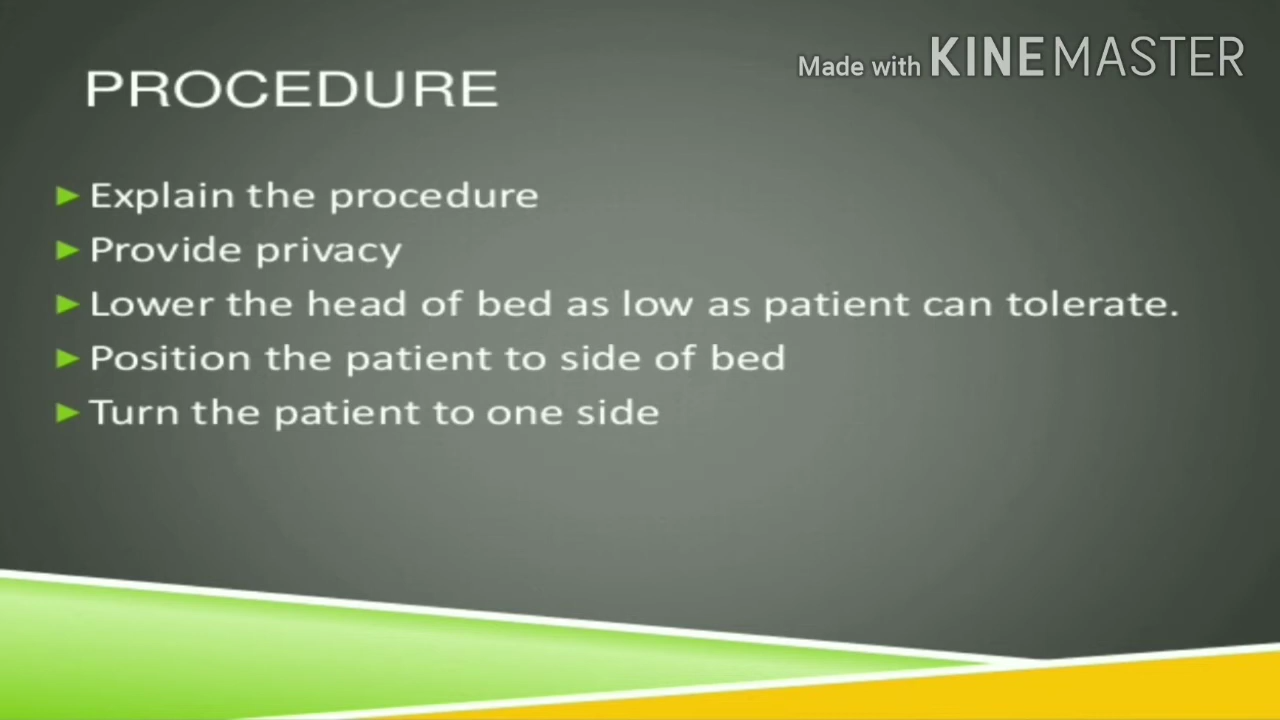 Made with KINEMASTER
PROCEDURE
Explain the procedure
Provide privacy
Lower the head of bed as low as patient can tolerate.
Position the patient to side of bed
Turn the patient to one side